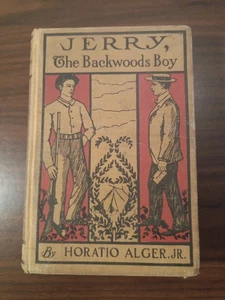 JERRY,
The Backwoods Boy
By HORATIO ALGER, JR.